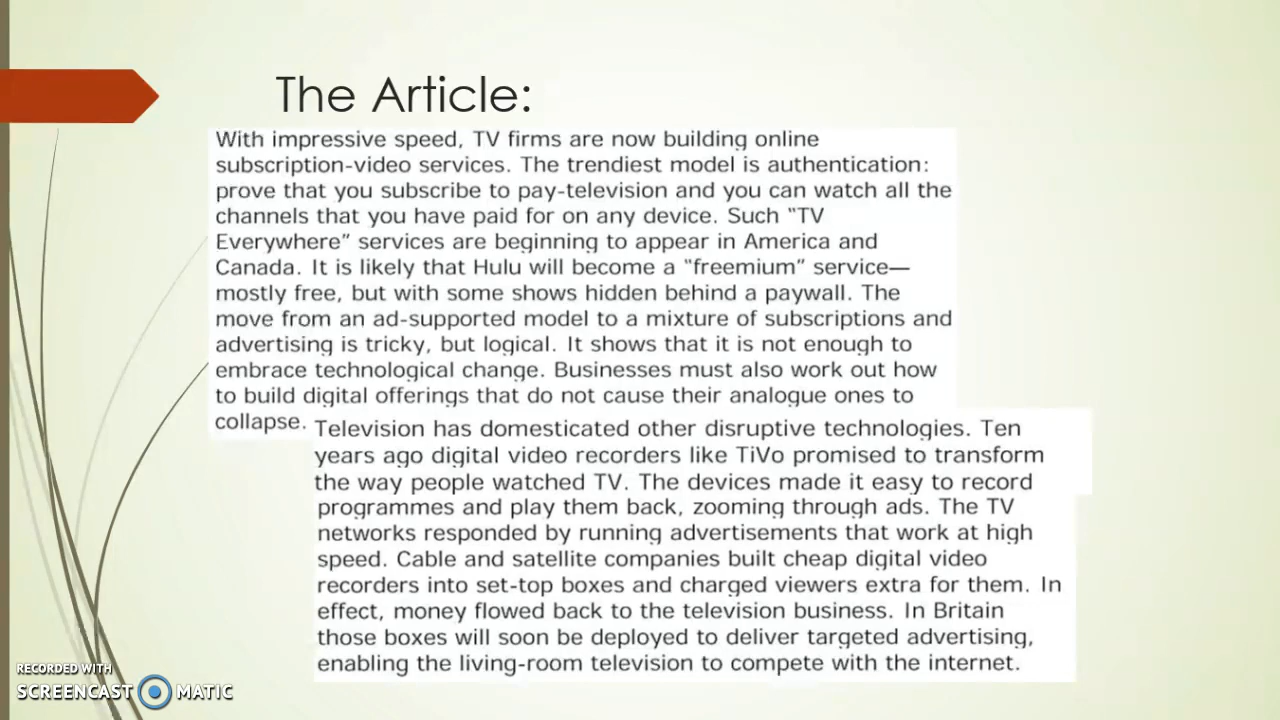 The Article:
With impressive speed, TV firms are now building online
subscription-video services. The trendiest model is authentication:
prove that you subscribe to pay-television and you can watch all the
channels that you have paid for on any device. Such “TV
Everywhere” services are beginning to appear in America and
Canada. It is likely that Hulu will become a “freemium” service—
mostly free, but with some shows hidden behind a paywall. The
move from an ad-supported model to a mixture of subscriptions and
advertising is tricky, but logical. It shows that it is not enough to
embrace technological change. Businesses must also work out how
to build digital offerings that do not cause their analogue ones to
collapse.
Television has domesticated other disruptive technologies. Ten
years ago digital video recorders like TiVo promised to transform
the way people watched TV. The devices made it easy to record
programmes and play them back, zooming through ads. The TV
networks responded by running advertisements that work at high
speed. Cable and satellite companies built cheap digital video
recorders into set-top boxes and charged viewers extra for them. In
effect, money flowed back to the television business. In Britain
those boxes will soon be deployed to deliver targeted advertising,
enabling the living-room television to compete with the internet.
RECORDED WITH
SCREENCAST MATIC